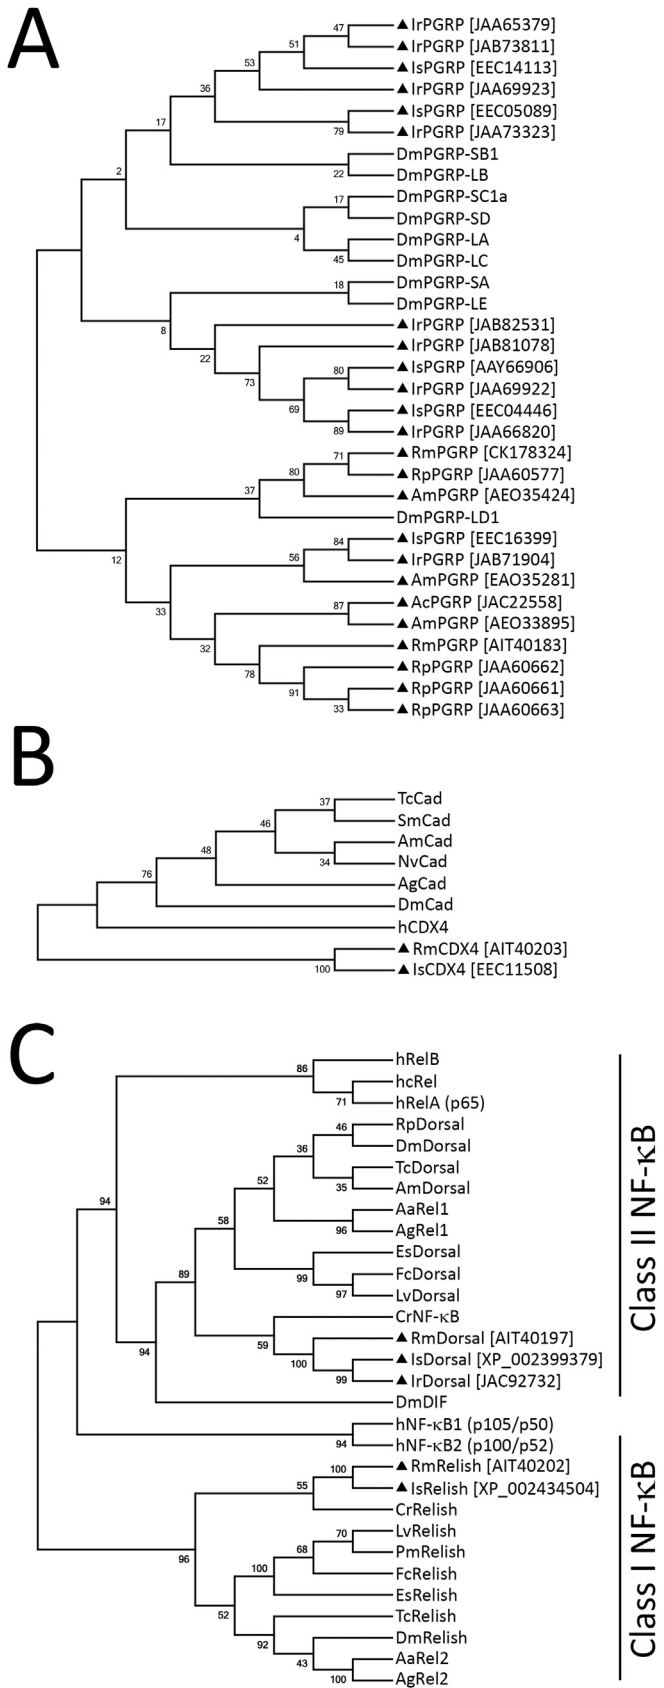 A
47
▲ IrPGRP [JAA65379]
51
▲ IrPGRP [JAB73811]
53
▲ IsPGRP [EEC14113]
36
▲ IrPGRP [JAA69923]
▲ IsPGRP [EEC05089]
17
79
▲ IrPGRP [JAA73323]
DmPGRP-SB1
2
22
DmPGRP-LB
17
DmPGRP-SC1a
DmPGRP-SD
4
DmPGRP-LA
45
DmPGRP-LC
18
DmPGRP-SA
DmPGRP-LE
8
▲ IrPGRP [JAB82531]
22
▲ IrPGRP [JAB81078]
80
▲ IsPGRP [AAY66906]
73
▲ IrPGRP [JAA69922]
69
▲ IsPGRP [EEC04446]
89
▲ IrPGRP [JAA66820]
71
▲ RmPGRP [CK178324]
80
▲ RpPGRP [JAA60577]
37
▲ AmPGRP [AEO35424]
DmPGRP-LD1
84
▲ IsPGRP [EEC16399]
12
56
▲ IrPGRP [JAB71904]
▲ AmPGRP [EAO35281]
33
87
▲ AcPGRP [JAC22558]
▲ AmPGRP [AEO33895]
32
▲ RmPGRP [AIT40183]
78
▲ RpPGRP [JAA60662]
91
▲ RpPGRP [JAA60661]
33
▲ RpPGRP [JAA60663]
B
37
TcCad
46
SmCad
48
AmCad
34
NvCad
76
AgCad
DmCad
hCDX4
▲ RmCDX4 [AIT40203]
100
▲ IsCDX4 [EEC11508]
C
86
hRelB
hcRel
71
hRelA (p65)
46
RpDorsal
36
DmDorsal
52
TcDorsal
35
AmDorsal
94
58
AaRel1
96
AgRel1
89
EsDorsal
99
FcDorsal
97
LvDorsal
CrNF-κB
59
94
▲ RmDorsal [AIT40197]
100
▲ IsDorsal [XP_002399379]
99
▲ IrDorsal [JAC92732]
DmDIF
Class II NF-κB
hNF-κB1 (p105/p50)
94
hNF-κB2 (p100/p52)
100
▲ RmRelish [AIT40202]
55
▲ IsRelish [XP_002434504]
CrRelish
96
70
LvRelish
68
PmRelish
100
FcRelish
EsRelish
52
TcRelish
92
DmRelish
43
AaRel2
100
AgRel2
Class I NF-κB